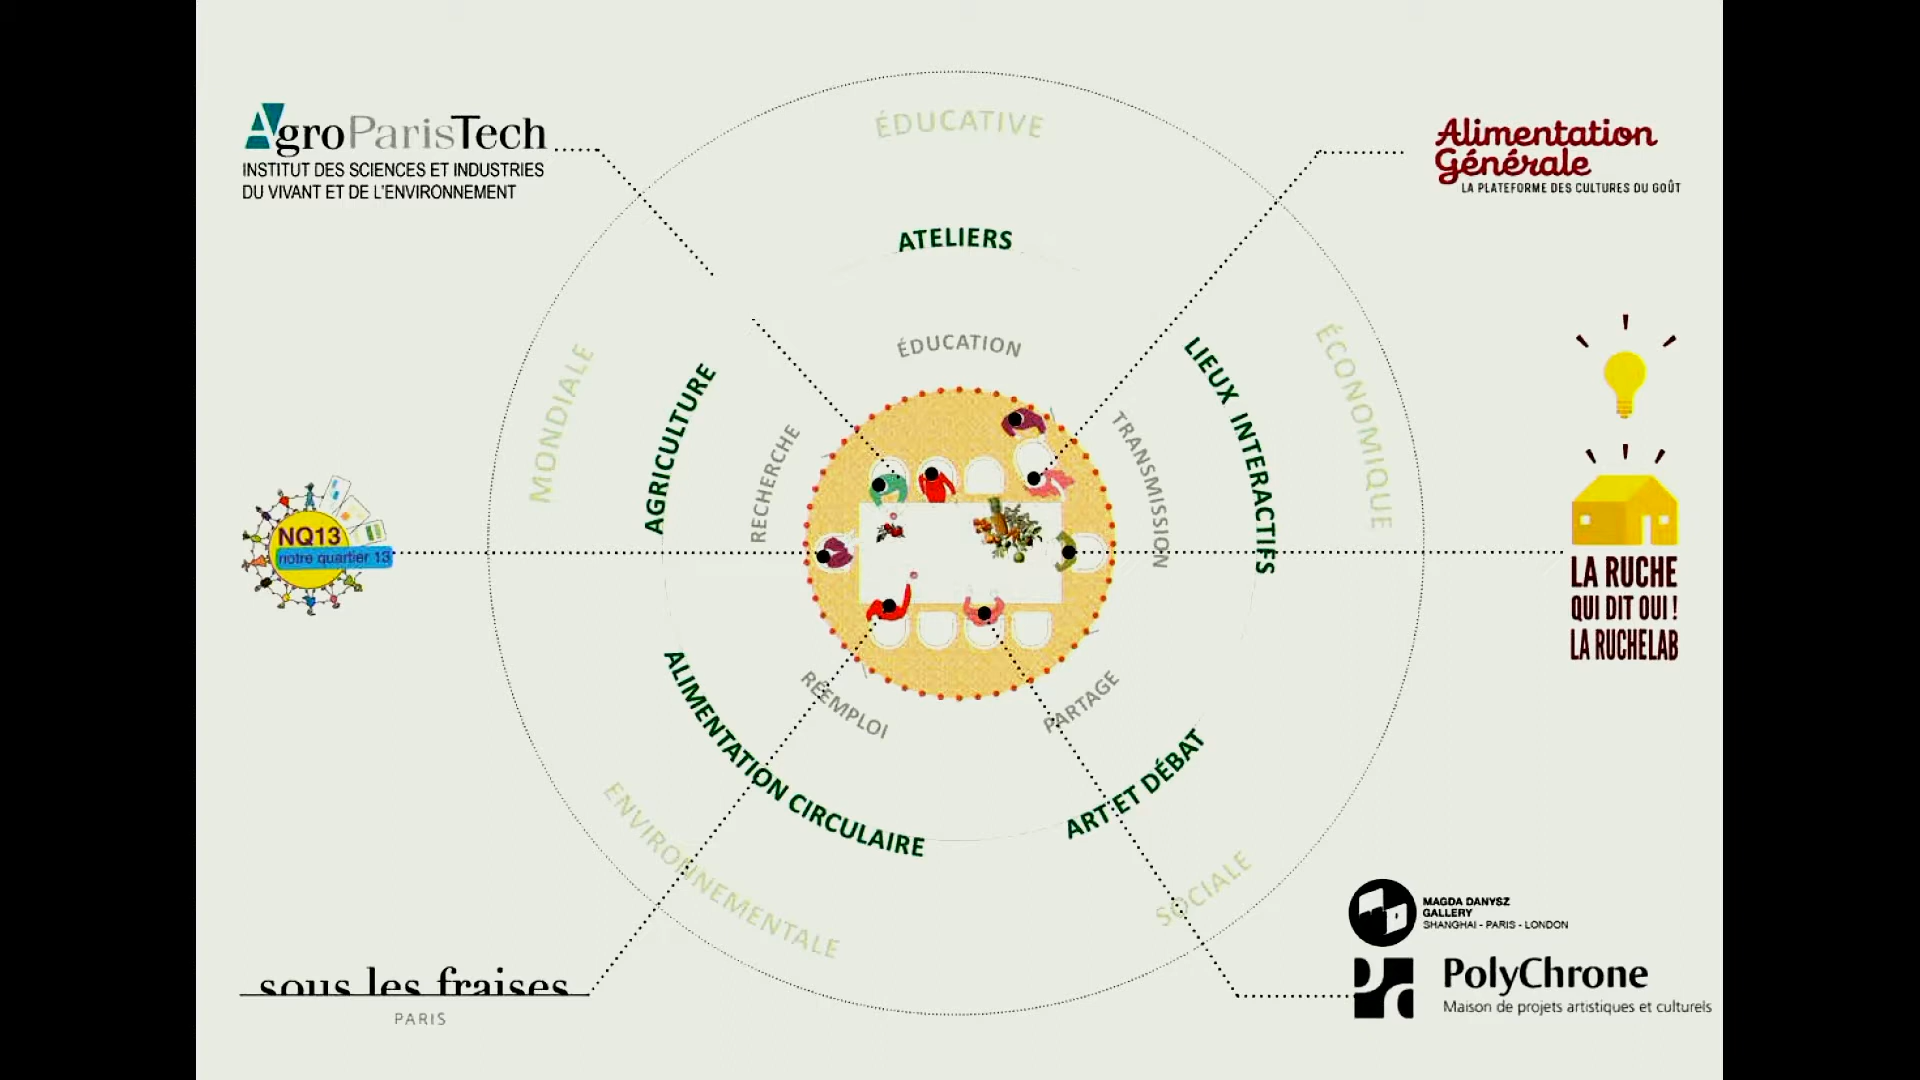 AgroParisTech
INSTITUT DES SCIENCES ET INDUSTRIES
DU VIVANT ET DE L'ENVIRONNEMENT
Alimentation
Générale
LA PLATEFORME DES CULTURES DU GOÛT
ÉDUCATIVE
ATELIERS
ÉDUCATION
MONDIALE
AGRICULTURE
RECHERCHE
TRANSMISSION
LIEUX INTERACTIFS
ÉCONOMIQUE
NQ13
notre quartier 13
LA RUCHE
QUI DIT OUI !
LA RUCHELAB
RÉEMPLOI
PARTAGE
ALIMENTATION CIRCULAIRE
ART ET DÉBAT
ENVIRONNEMENTALE
SOCIALE
sous les fraises
PARIS
MAGDA DANYSZ
GALLERY
SHANGHAI - PARIS - LONDON
PolyChrone
Maison de projets artistiques et culturels